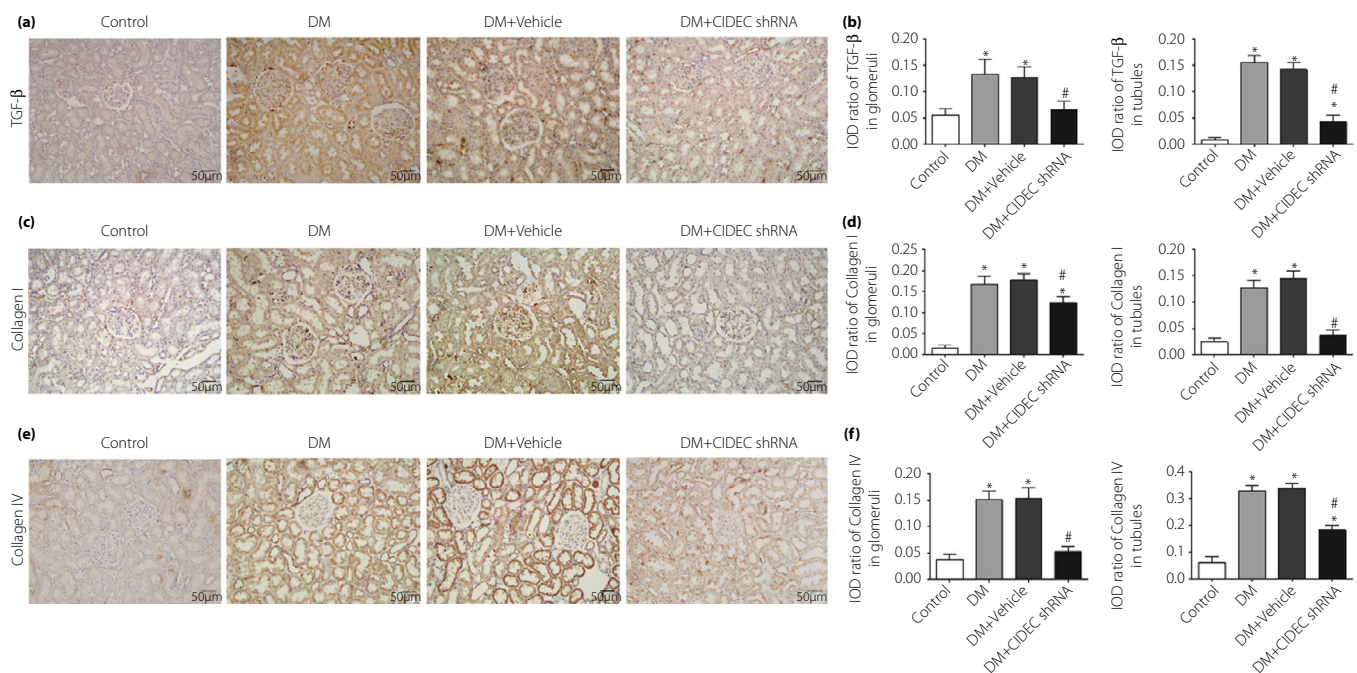 (a)
Control
DM
DM+Vehicle
DM+CIDEC shRNA
TGF-β
50μm
50μm
50μm
50μm
(b)
IOD ratio of TGF-β
in glomeruli
0.20
0.15
0.10
0.05
0.00
*
*
#
Control
DM
DM+Vehicle
DM+CIDEC shRNA
IOD ratio of TGF-β
in tubules
0.20
0.15
0.10
0.05
0.00
*
*
#
*
Control
DM
DM+Vehicle
DM+CIDEC shRNA
(c)
Control
DM
DM+Vehicle
DM+CIDEC shRNA
Collagen I
50μm
50μm
50μm
50μm
(d)
IOD ratio of Collagen I
in glomeruli
0.25
0.20
0.15
0.10
0.05
0.00
*
*
#
*
Control
DM
DM+Vehicle
DM+CIDEC shRNA
IOD ratio of Collagen I
in tubules
0.20
0.15
0.10
0.05
0.00
*
*
#
Control
DM
DM+Vehicle
DM+CIDEC shRNA
(e)
Control
DM
DM+Vehicle
DM+CIDEC shRNA
Collagen IV
50μm
50μm
50μm
50μm
(f)
IOD ratio of Collagen IV
in glomeruli
0.20
0.15
0.10
0.05
0.00
*
*
#
Control
DM
DM+Vehicle
DM+CIDEC shRNA
IOD ratio of Collagen IV
in tubules
0.4
0.3
0.2
0.1
0.0
*
*
#
*
Control
DM
DM+Vehicle
DM+CIDEC shRNA